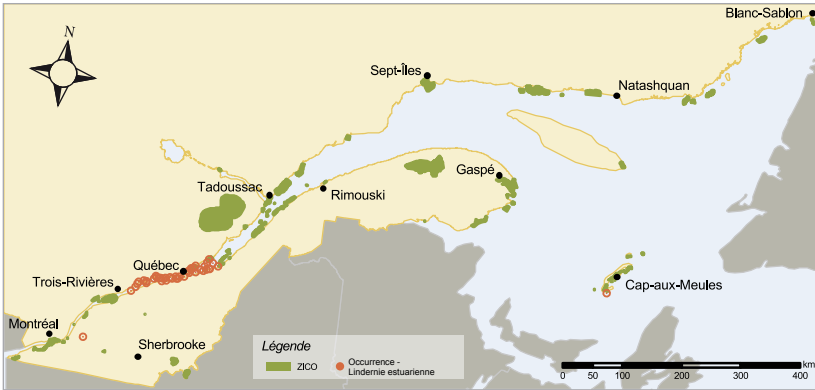 N
Blanc-Sablon
Sept-Îles
Natashquan
Gaspé
Tadoussac
Rimouski
Québec
Trois-Rivières
Cap-aux-Meules
Montréal
Sherbrooke
Légende
ZICO
Occurrence -
Lindernie estuarienne
km
0 100 200 300 400